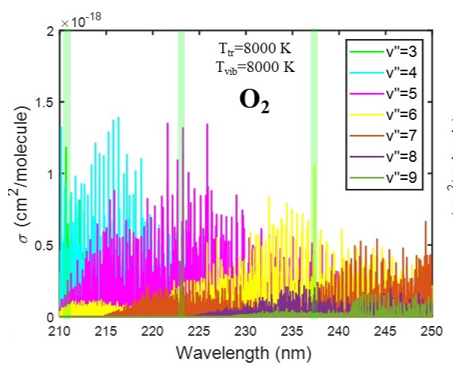 ×10⁻¹⁸
2
1.5
1
0.5
0
σ (cm²/molecule)
T_tr=8000 K
T_vib=8000 K
O₂
v"=3
v"=4
v"=5
v"=6
v"=7
v"=8
v"=9
210 215 220 225 230 235 240 245 250
Wavelength (nm)